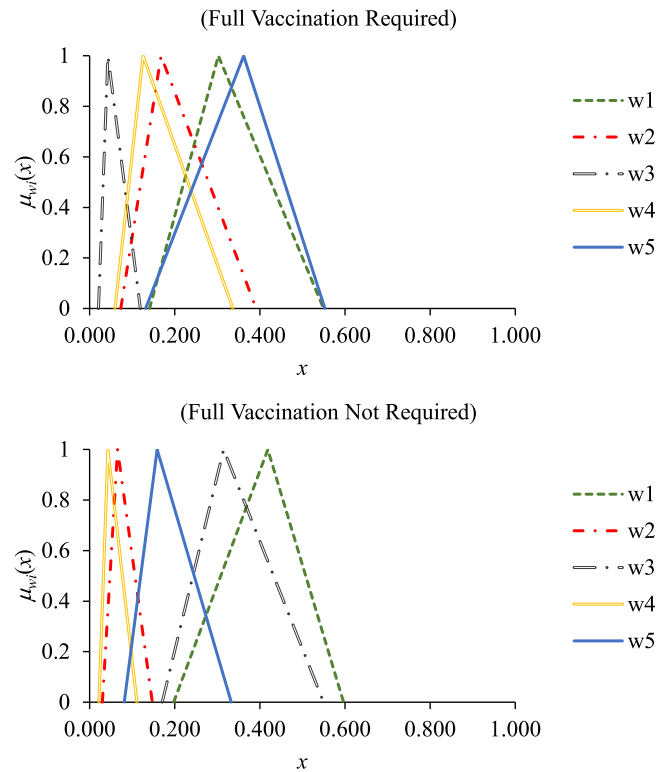 (Full Vaccination Required)
1
0.8
0.6
0.4
0.2
0
μwi(x)
0.000 0.200 0.400 0.600 0.800 1.000
x
w1
w2
w3
w4
w5
(Full Vaccination Not Required)
1
0.8
0.6
0.4
0.2
0
μwi(x)
0.000 0.200 0.400 0.600 0.800 1.000
x
w1
w2
w3
w4
w5